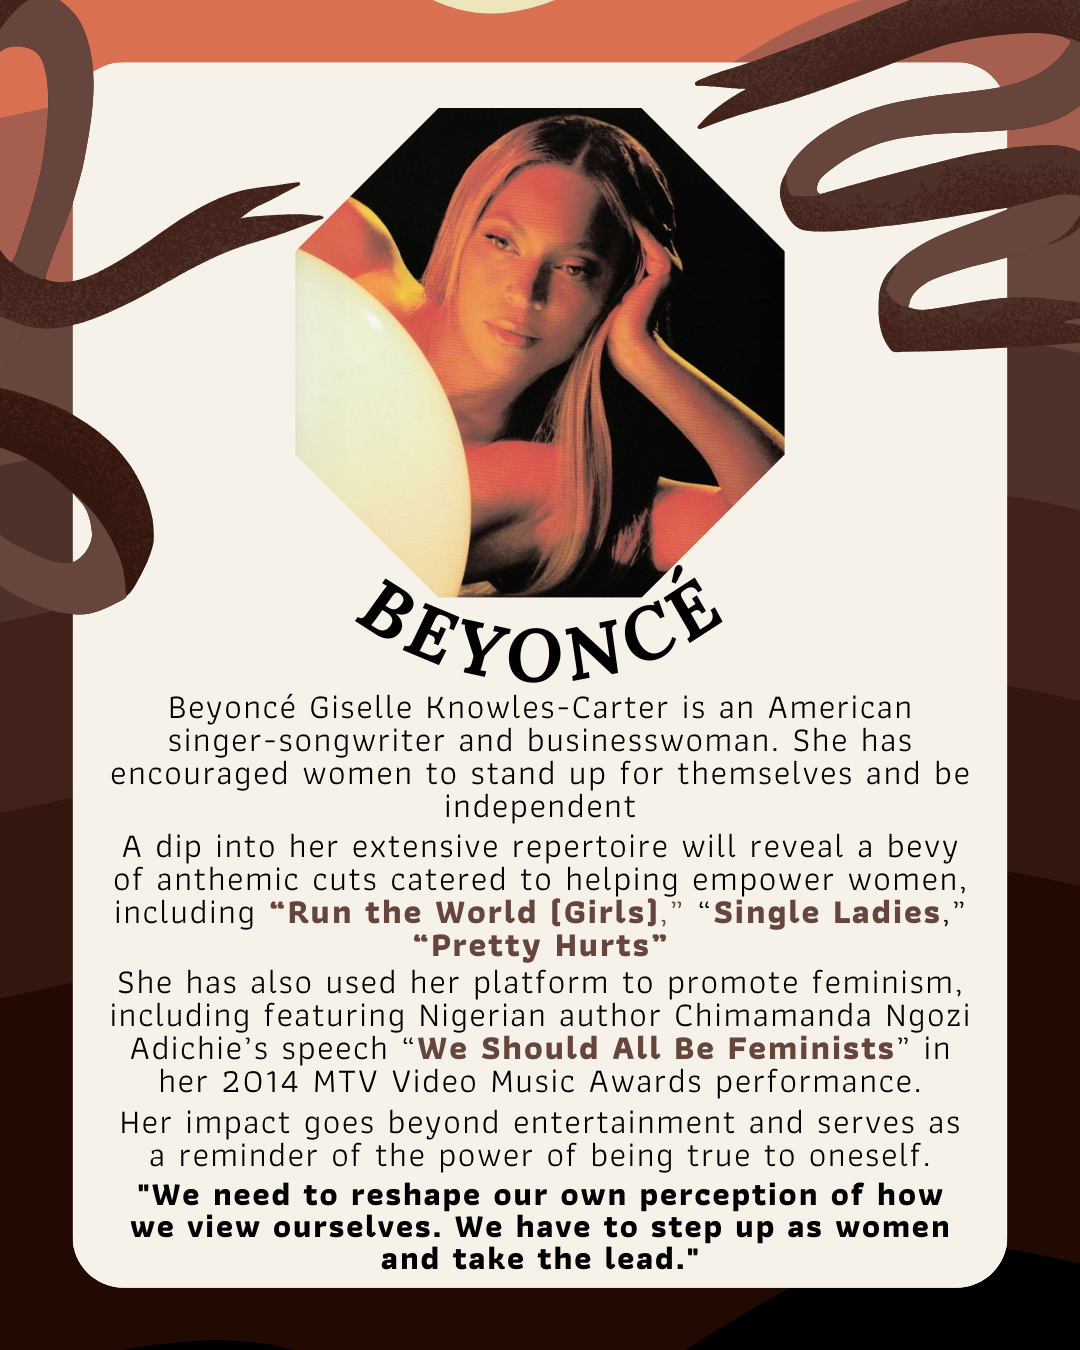 BEYONCÉ
Beyoncé Giselle Knowles-Carter is an American
singer-songwriter and businesswoman. She has
encouraged women to stand up for themselves and be
independent
A dip into her extensive repertoire will reveal a bevy
of anthemic cuts catered to helping empower women,
including “Run the World (Girls),” “Single Ladies,”
“Pretty Hurts”
She has also used her platform to promote feminism,
including featuring Nigerian author Chimamanda Ngozi
Adichie’s speech “We Should All Be Feminists” in
her 2014 MTV Video Music Awards performance.
Her impact goes beyond entertainment and serves as
a reminder of the power of being true to oneself.
"We need to reshape our own perception of how
we view ourselves. We have to step up as women
and take the lead."